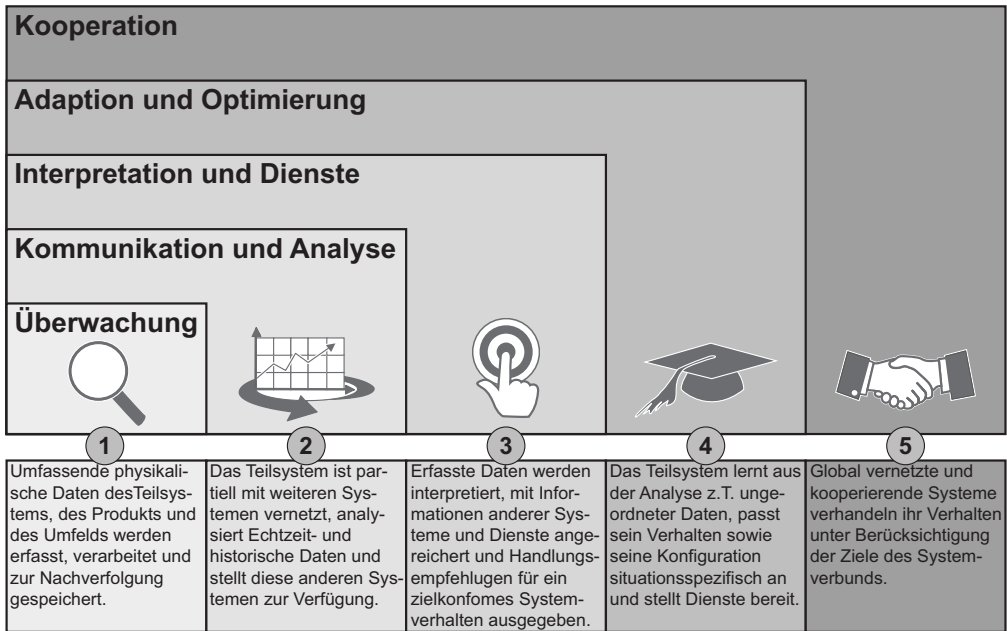 Kooperation
Adaption und Optimierung
Interpretation und Dienste
Kommunikation und Analyse
Überwachung
1
2
3
4
5
Umfassende physikali-
sche Daten desTeilsys-
tems, des Produkts und
des Umfelds werden
erfasst, verarbeitet und
zur Nachverfolgung
gespeichert.
Das Teilsystem ist par-
tiell mit weiteren Sys-
temen vernetzt, analy-
siert Echtzeit- und
historische Daten und
stellt diese anderen Sys-
temen zur Verfügung.
Erfasste Daten werden
interpretiert, mit Infor-
mationen anderer Sys-
teme und Dienste ange-
reichert und Handlungs-
empfehlugen für ein
zielkonfomes System-
verhalten ausgegeben.
Das Teilsystem lernt aus
der Analyse z.T. unge-
ordneter Daten, passt
sein Verhalten sowie
seine Konfiguration
situationsspezifisch an
und stellt Dienste bereit.
Global vernetzte und
kooperierende Systeme
verhandeln ihr Verhalten
unter Berücksichtigung
der Ziele des System-
verbunds.